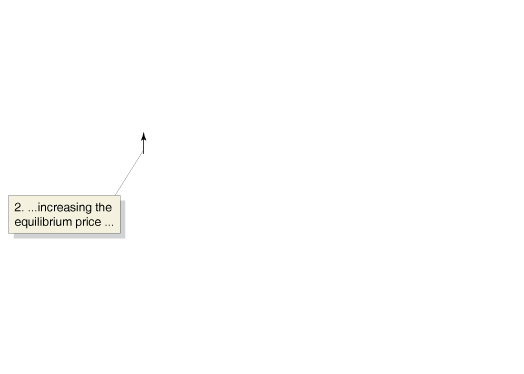 2. ...increasing the
equilibrium price ...